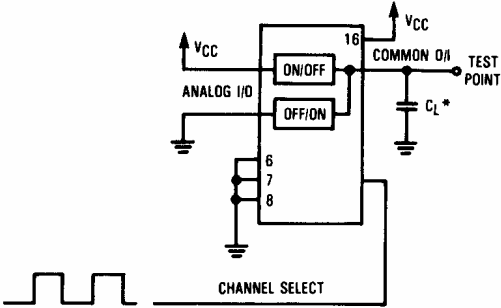 VCC
16
VCC
COMMON O/I
TEST
POINT
ON/OFF
ANALOG I/O
OFF/ON
CL*
6
7
8
CHANNEL SELECT